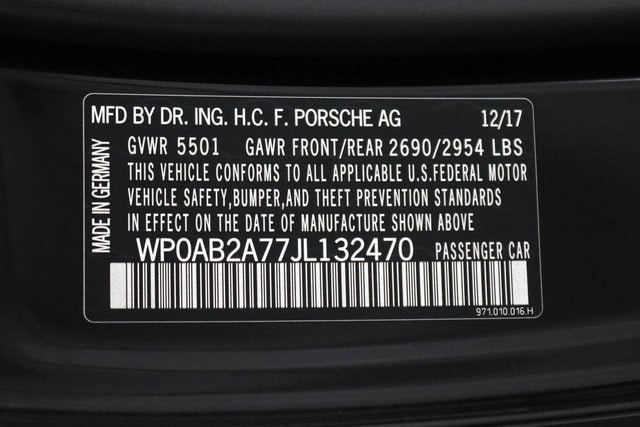 MFD BY DR. ING. H.C. F. PORSCHE AG 12/17
GVWR 5501 GAWR FRONT/REAR 2690/2954 LBS
THIS VEHICLE CONFORMS TO ALL APPLICABLE U.S.FEDERAL MOTOR
VEHICLE SAFETY,BUMPER,AND THEFT PREVENTION STANDARDS
IN EFFECT ON THE DATE OF MANUFACTURE SHOWN ABOVE
WP0AB2A77JL132470 PASSENGER CAR
971.010.016.H
MADE IN GERMANY